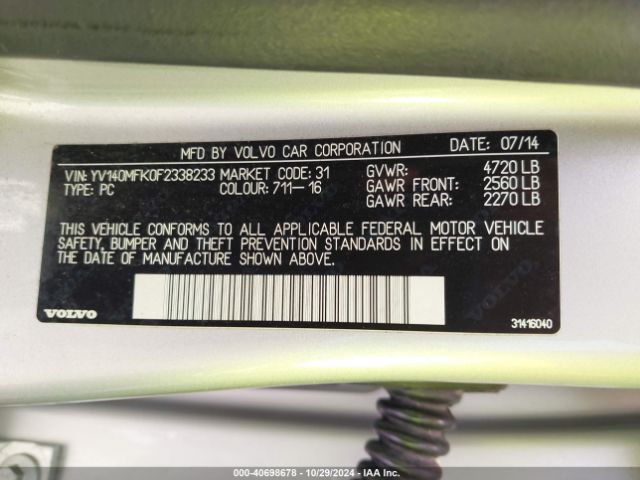 MFD BY VOLVO CAR CORPORATION DATE: 07/14
VIN: YV140MFK0F2338233 MARKET CODE: 31 GVWR: 4720 LB
TYPE: PC COLOUR: 711-16 GAWR FRONT: 2560 LB
GAWR REAR: 2270 LB
THIS VEHICLE CONFORMS TO ALL APPLICABLE FEDERAL MOTOR VEHICLE
SAFETY, BUMPER AND THEFT PREVENTION STANDARDS IN EFFECT ON
THE DATE OF MANUFACTURE SHOWN ABOVE.
VOLVO 31416040
000-40698678 • 10/29/2024 • IAA Inc.